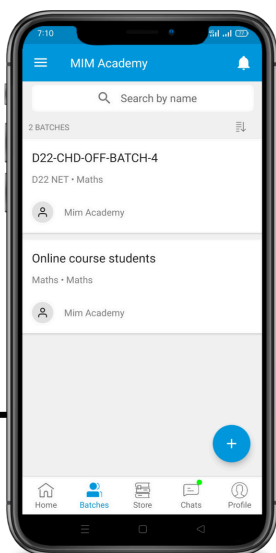 7:10
MIM Academy
Search by name
2 BATCHES
D22-CHD-OFF-BATCH-4
D22 NET • Maths
Mim Academy
Online course students
Maths • Maths
Mim Academy
+
Home Batches Store Chats Profile